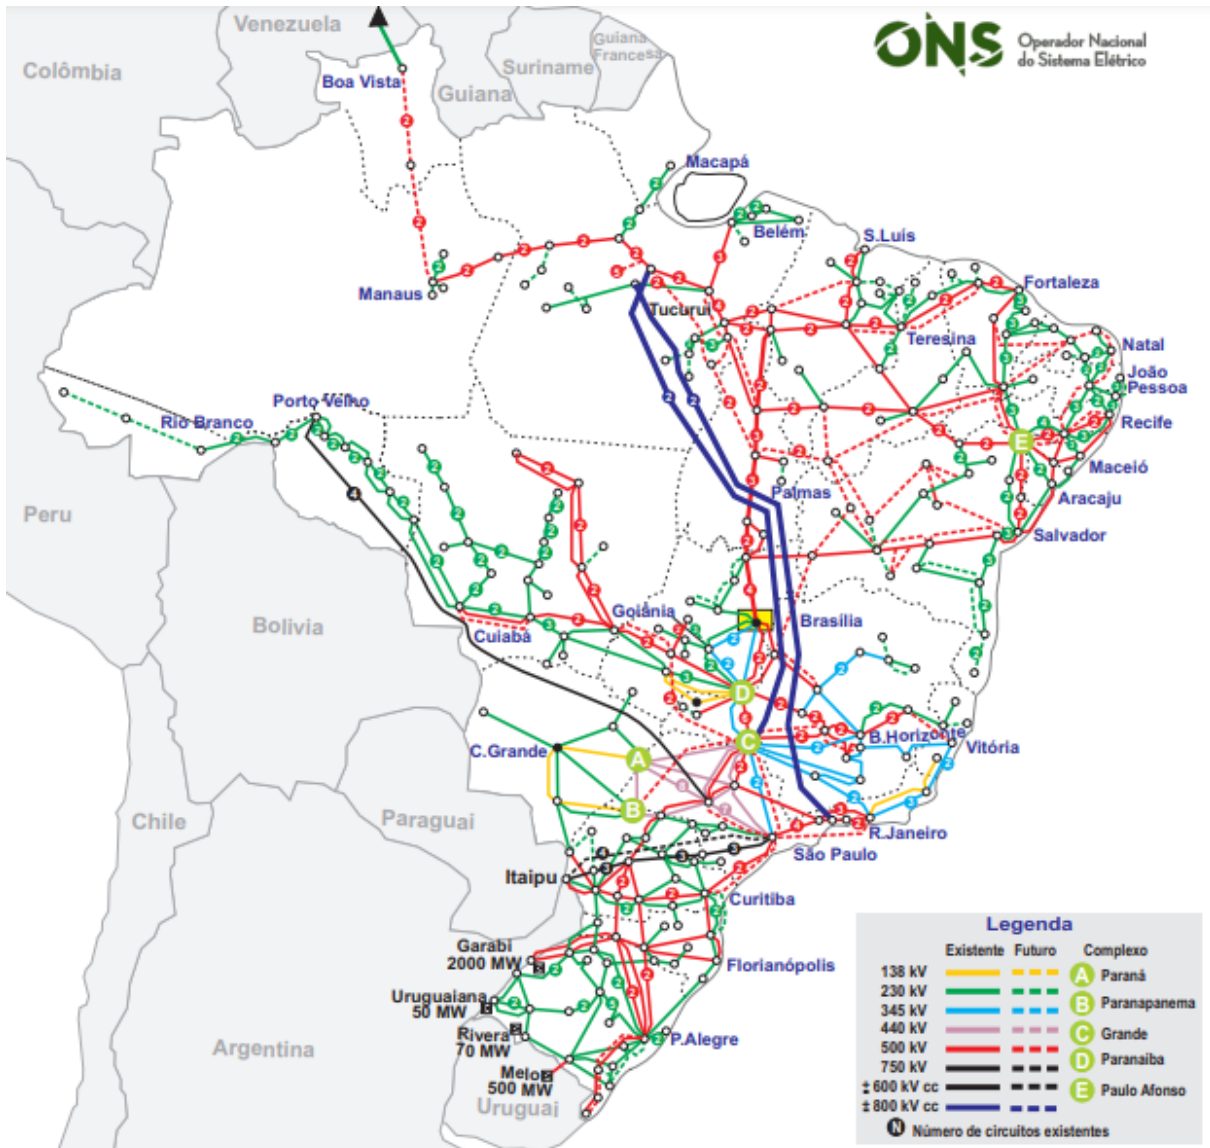 Venezuela
Guiana
Francesa
ONS
Operador Nacional
do Sistema Elétrico
Colômbia
Suriname
Boa Vista
Guiana
Macapá
Belém
S.Luís
Manaus
Fortaleza
Tucuruí
Teresina
Natal
João
Pessoa
Porto Velho
Rio Branco
Recife
E
Maceió
Palmas
Aracaju
Peru
Salvador
Bolivia
Goiânia
Brasília
Cuiabá
D
C.Grande
C
B.Horizonte
Vitória
A
Chile
Paraguai
B
R.Janeiro
São Paulo
Itaipu
Curitiba
Garabi
2000 MW
Florianópolis
Uruguaiana
50 MW
Rivera
70 MW
P.Alegre
Argentina
Melo
500 MW
Uruguai
Legenda
Existente Futuro Complexo
138 kV A Paraná
230 kV
345 kV B Paranapanema
440 kV C Grande
500 kV
750 kV D Paranaíba
±600 kV cc E Paulo Afonso
±800 kV cc
N Número de circuitos existentes